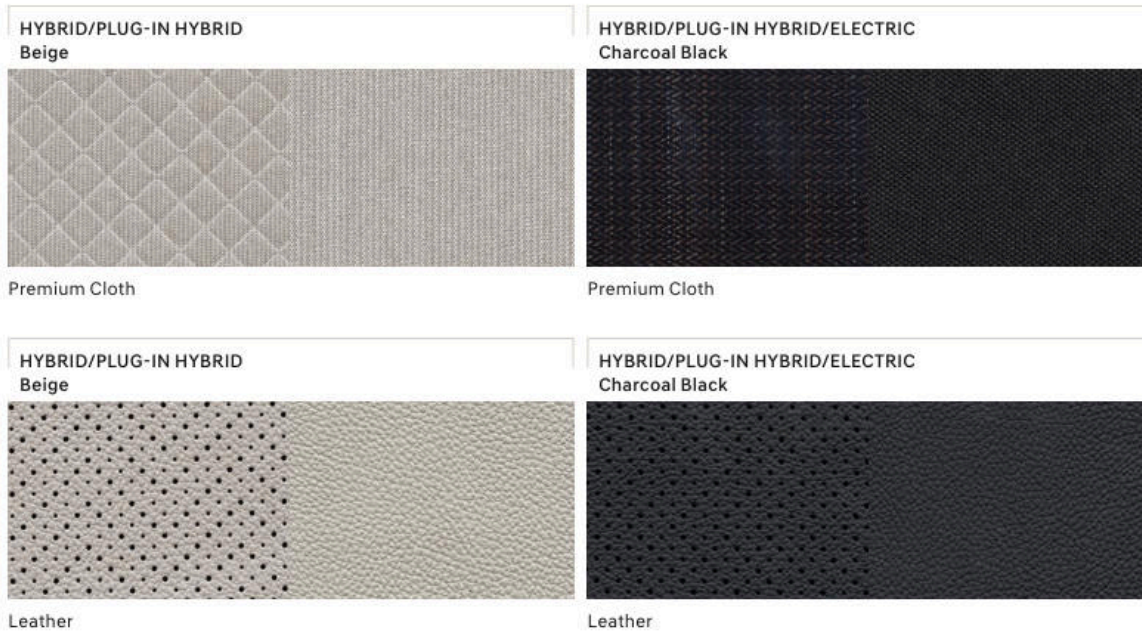 HYBRID/PLUG-IN HYBRID
Beige
HYBRID/PLUG-IN HYBRID/ELECTRIC
Charcoal Black
Premium Cloth
Premium Cloth
HYBRID/PLUG-IN HYBRID
Beige
HYBRID/PLUG-IN HYBRID/ELECTRIC
Charcoal Black
Leather
Leather